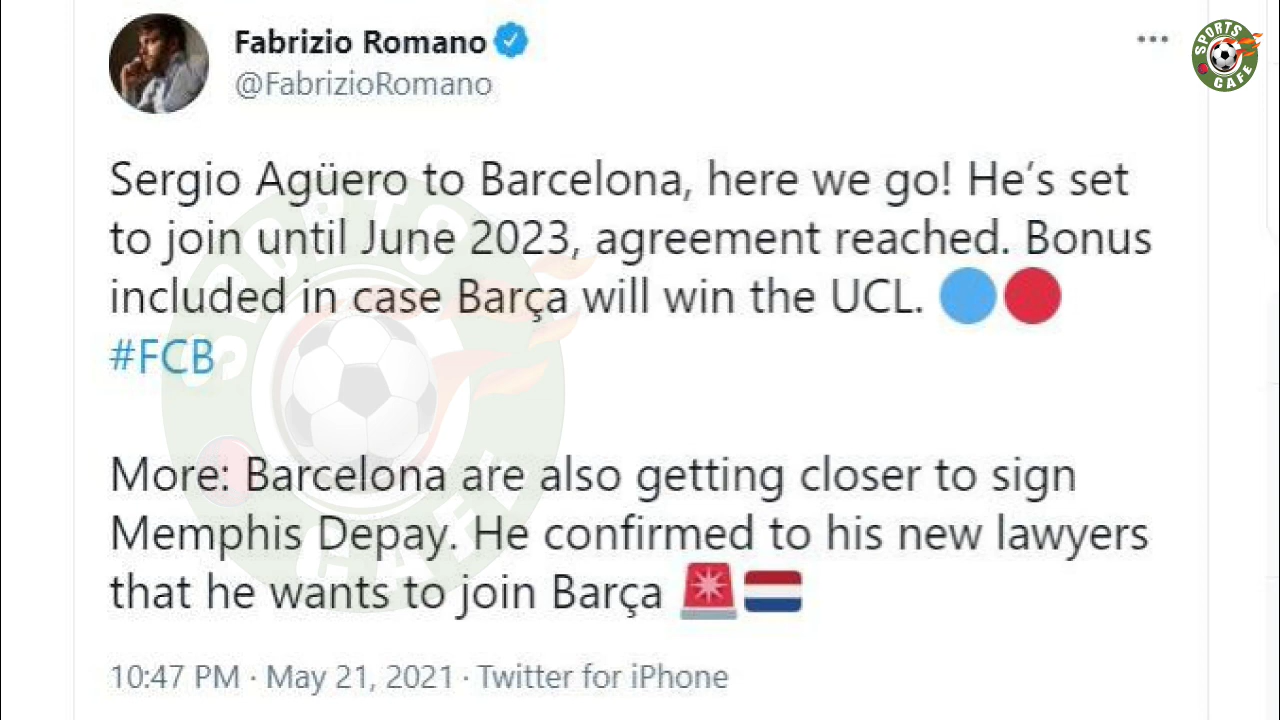 Fabrizio Romano
@FabrizioRomano
SPORTS
CAFE
Sergio Agüero to Barcelona, here we go! He’s set
to join until June 2023, agreement reached. Bonus
included in case Barça will win the UCL.
#FCB
More: Barcelona are also getting closer to sign
Memphis Depay. He confirmed to his new lawyers
that he wants to join Barça
10:47 PM · May 21, 2021 · Twitter for iPhone
SPORTS
CAFE